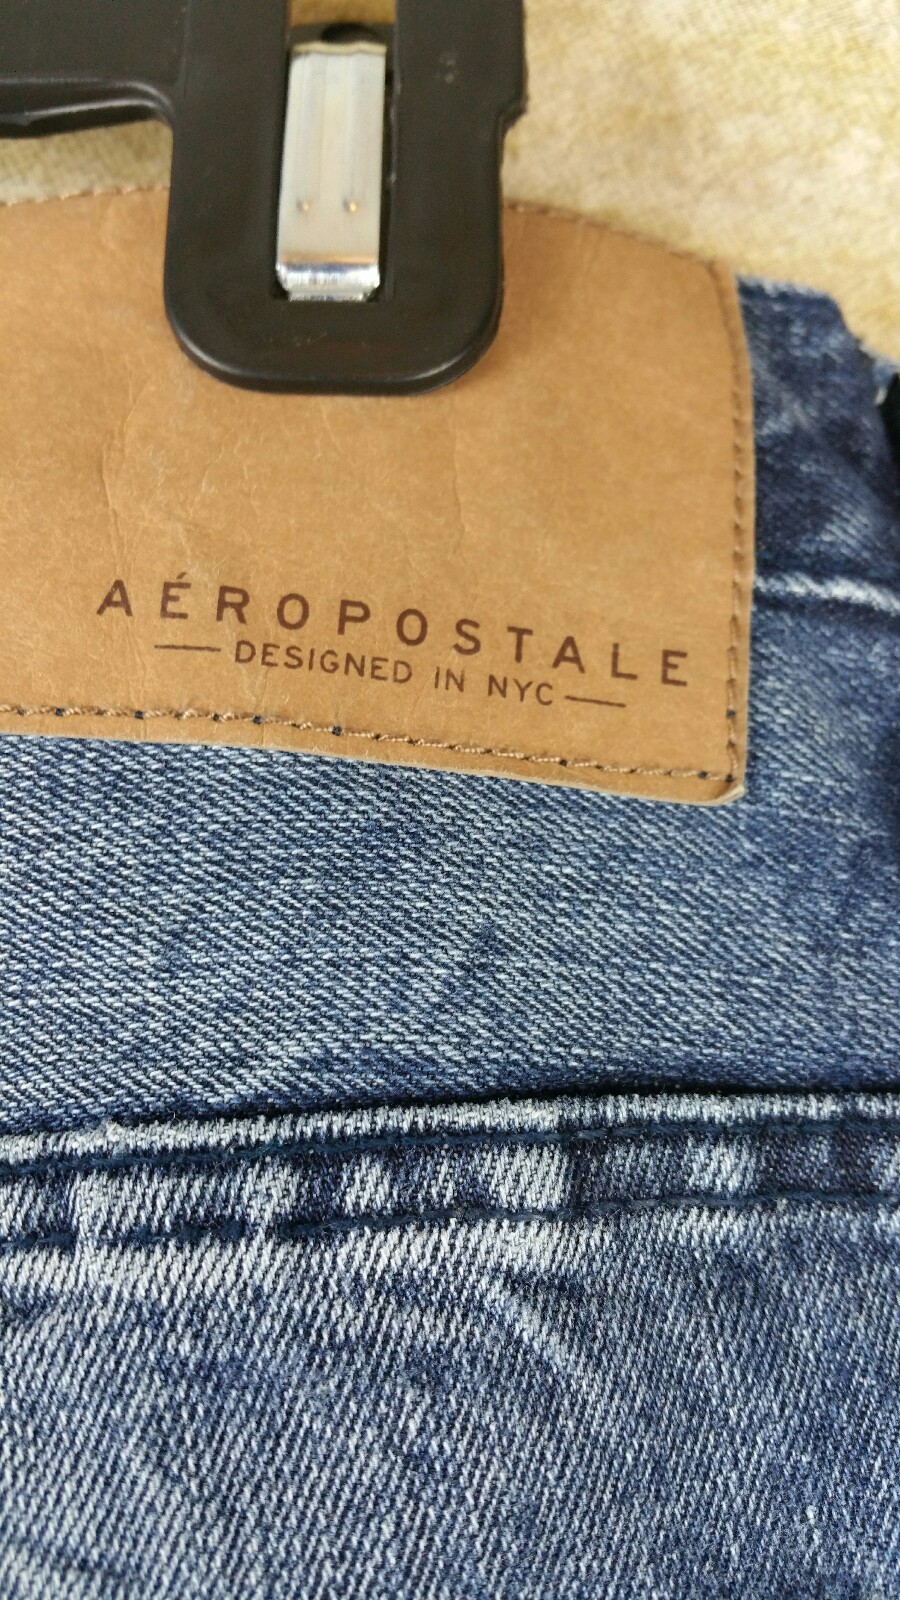 AÉROPOSTALE
— DESIGNED IN NYC —